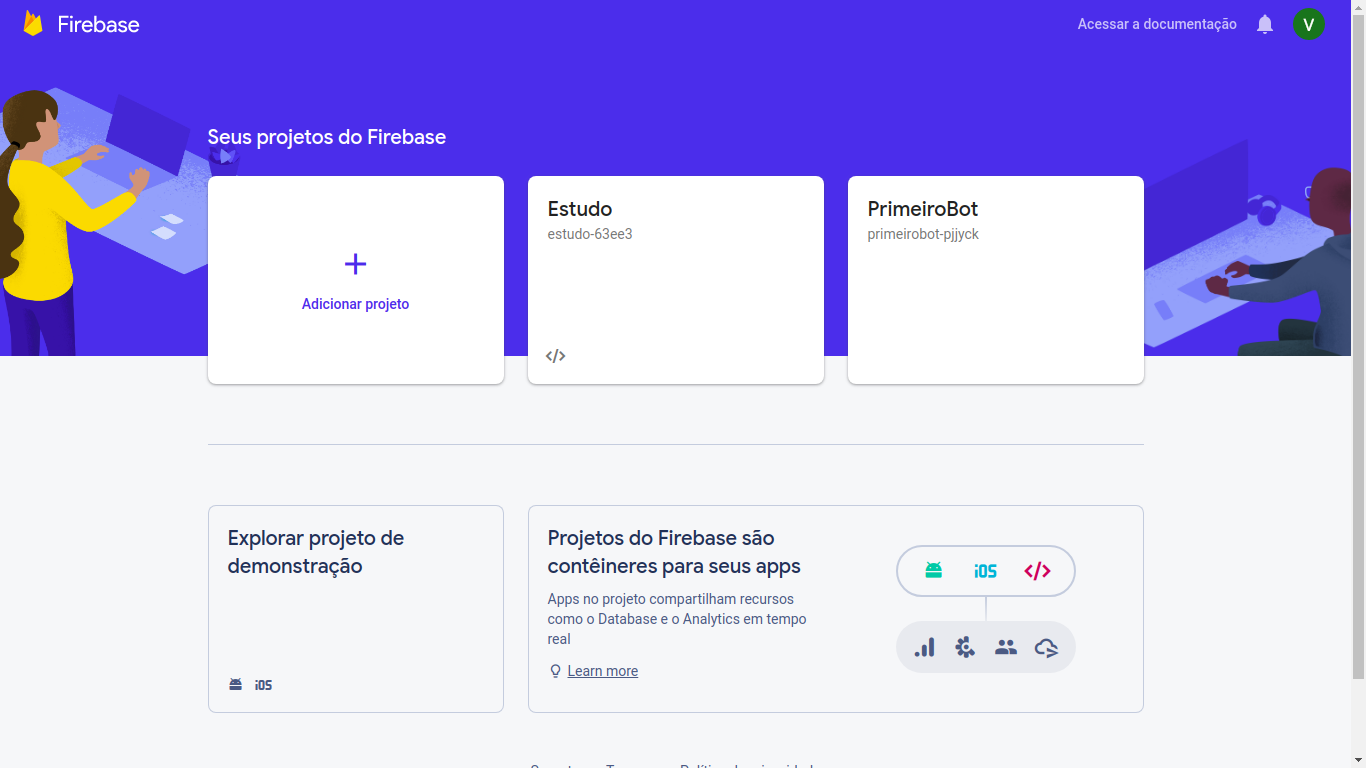 Firebase
Acessar a documentação
V
Seus projetos do Firebase
Adicionar projeto
Estudo
estudo-63ee3
</>
PrimeiroBot
primeirobot-pjjyck
Explorar projeto de
demonstração
iOS
Projetos do Firebase são
contêineres para seus apps
Apps no projeto compartilham recursos
como o Database e o Analytics em tempo
real
Learn more
iOS </>